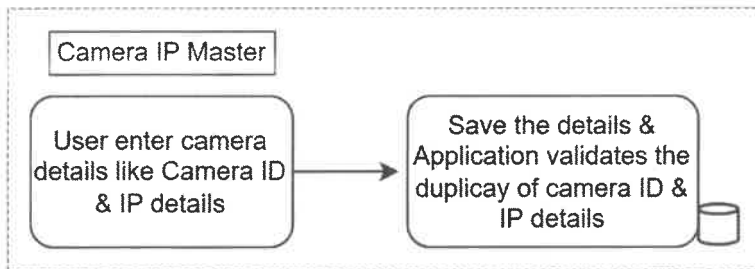 Camera IP Master
User enter camera
details like Camera ID
& IP details
Save the details &
Application validates the
duplicay of camera ID &
IP details